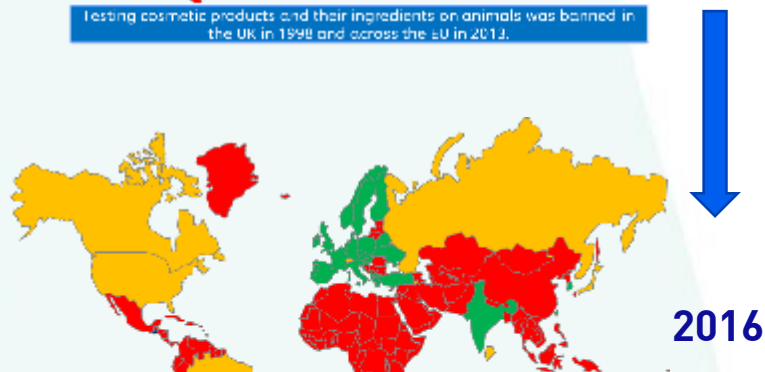 Testing cosmetic products and their ingredients on animals was banned in
the UK in 1998 and across the EU in 2013.
2016